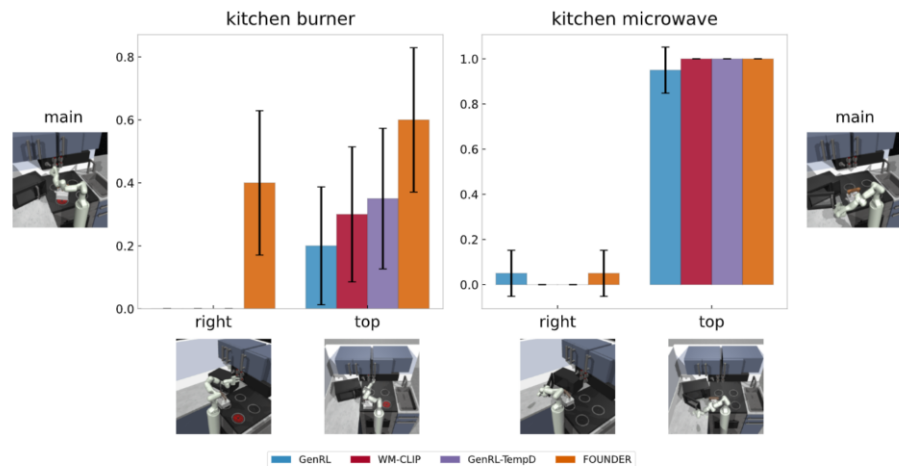 kitchen burner
kitchen microwave
main
0.8
0.6
0.4
0.2
0.0
right
top
1.0
0.8
0.6
0.4
0.2
0.0
right
top
main
GenRL WM-CLIP GenRL-TempD FOUNDER